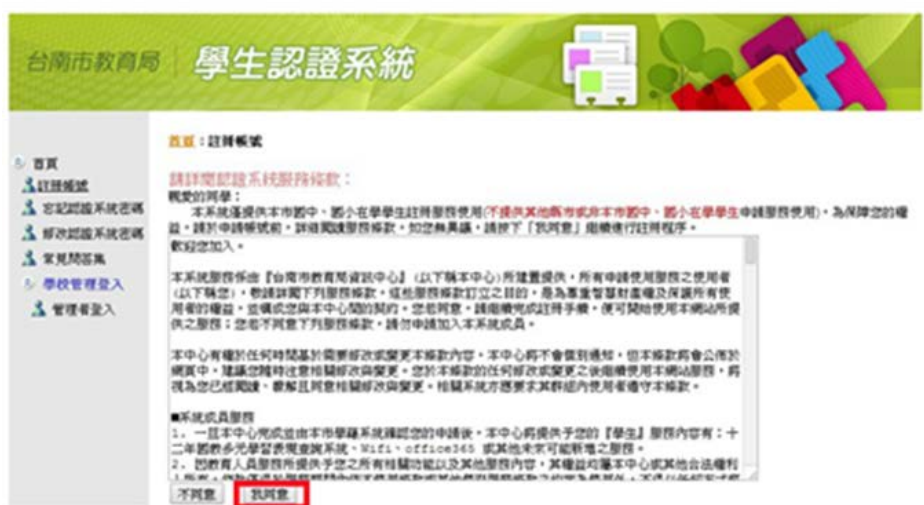 台南市教育局 學生認證系統
首頁：註冊帳號
首頁
註冊帳號
忘記認證系統密碼
修改認證系統密碼
常見問答集
學校管理登入
管理者登入
請詳閱認證系統服務條款：
親愛的同學：
本系統僅提供本市國中、國小在學學生註冊服務使用(不提供其他縣市或非本市國中、國小在學學生申請服務使用)，為保障您的權
益，請於申請帳號前，詳細閱讀服務條款，如您無異議，請按下「我同意」繼續進行註冊程序。
歡迎您加入。
本系統服務係由『台南市教育局資訊中心』(以下稱本中心)所建置提供，所有申請使用服務之使用者
(以下稱您)，敬請詳閱下列服務條款，這些服務條款訂立之目的，是為尊重智慧財產權及保護所有使
用者的權益，並構成您與本中心間的契約。您若同意，請繼續完成註冊手續，便可開始使用本網站所提
供之服務；您若不同意下列服務條款，請勿申請加入本系統成員。
本中心有權於任何時間基於需要修改或變更本條款內容，本中心將不會個別通知，但本條款將會公佈於
網頁中，建議您隨時注意相關修改與變更。您於本條款的任何修改或變更之後繼續使用本網站服務，將
視為您已經閱讀、瞭解且同意相關修改與變更。相關系統亦應要求其群組內使用者遵守本條款。
■系統成員服務
1. 一旦本中心完成並由本市學籍系統確認您的申請後，本中心將提供予您的『學生』服務內容有：十
二年國教多元學習表現查詢系統、Wifi、office365 或其他未來可能新增之服務。
2. 因教育人員服務所提供予您之所有相關功能以及其他服務內容，其權益均屬本中心或其他合法權利
不同意 我同意